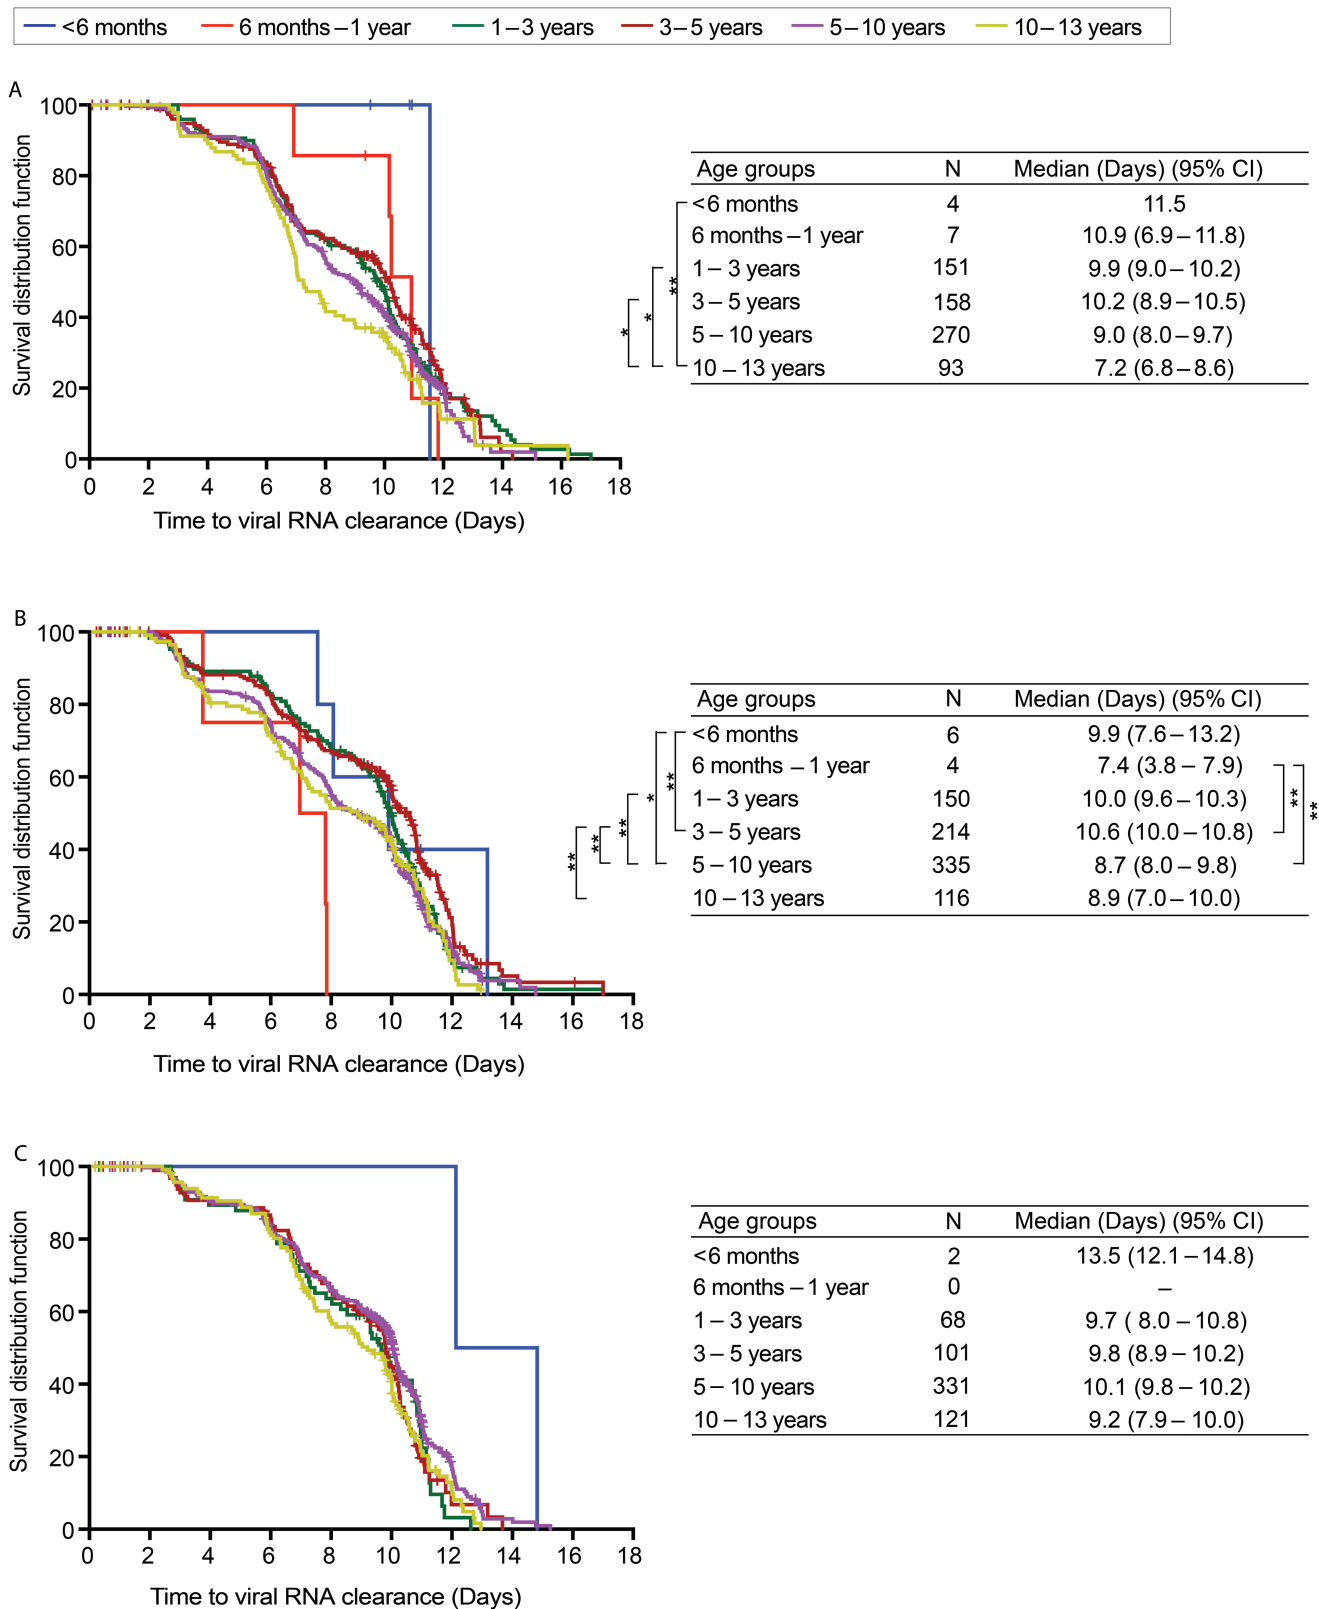 <6 months 6 months – 1 year 1 – 3 years 3 – 5 years 5 – 10 years 10 – 13 years
A
Survival distribution function
100
80
60
40
20
0
0 2 4 6 8 10 12 14 16 18
Time to viral RNA clearance (Days)
Age groups N Median (Days) (95% CI)
<6 months 4 11.5
6 months – 1 year 7 10.9 (6.9 – 11.8)
1 – 3 years 151 9.9 (9.0 – 10.2)
3 – 5 years 158 10.2 (8.9 – 10.5)
5 – 10 years 270 9.0 (8.0 – 9.7)
10 – 13 years 93 7.2 (6.8 – 8.6)
* * **
B
Survival distribution function
100
80
60
40
20
0
0 2 4 6 8 10 12 14 16 18
Time to viral RNA clearance (Days)
Age groups N Median (Days) (95% CI)
<6 months 6 9.9 (7.6 – 13.2)
6 months – 1 year 4 7.4 (3.8 – 7.9)
1 – 3 years 150 10.0 (9.6 – 10.3)
3 – 5 years 214 10.6 (10.0 – 10.8)
5 – 10 years 335 8.7 (8.0 – 9.8)
10 – 13 years 116 8.9 (7.0 – 10.0)
** ** ** * ** ** **
C
Survival distribution function
100
80
60
40
20
0
0 2 4 6 8 10 12 14 16 18
Time to viral RNA clearance (Days)
Age groups N Median (Days) (95% CI)
<6 months 2 13.5 (12.1 – 14.8)
6 months – 1 year 0 –
1 – 3 years 68 9.7 ( 8.0 – 10.8)
3 – 5 years 101 9.8 (8.9 – 10.2)
5 – 10 years 331 10.1 (9.8 – 10.2)
10 – 13 years 121 9.2 (7.9 – 10.0)